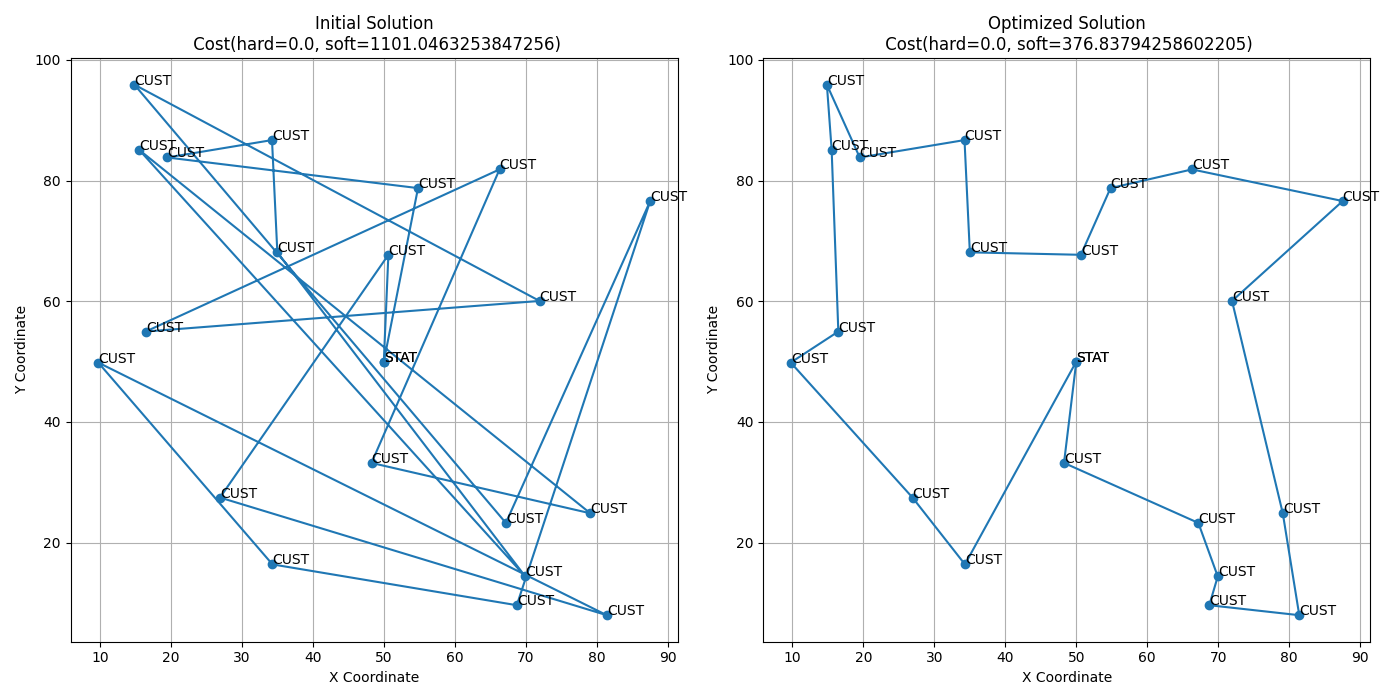 Initial Solution
Cost(hard=0.0, soft=1101.0463253847256)
100
80
60
40
20
10
20
30
40
50
60
70
80
90
X Coordinate
Y Coordinate
CUST
CUST
CUST
CUST
CUST
CUST
CUST
CUST
CUST
CUST
CUST
CUST
STAT
CUST
CUST
CUST
CUST
CUST
CUST
CUST
CUST
Optimized Solution
Cost(hard=0.0, soft=376.83794258602205)
100
80
60
40
20
10
20
30
40
50
60
70
80
90
X Coordinate
Y Coordinate
CUST
CUST
CUST
CUST
CUST
CUST
CUST
CUST
CUST
CUST
CUST
CUST
STAT
CUST
CUST
CUST
CUST
CUST
CUST
CUST
CUST